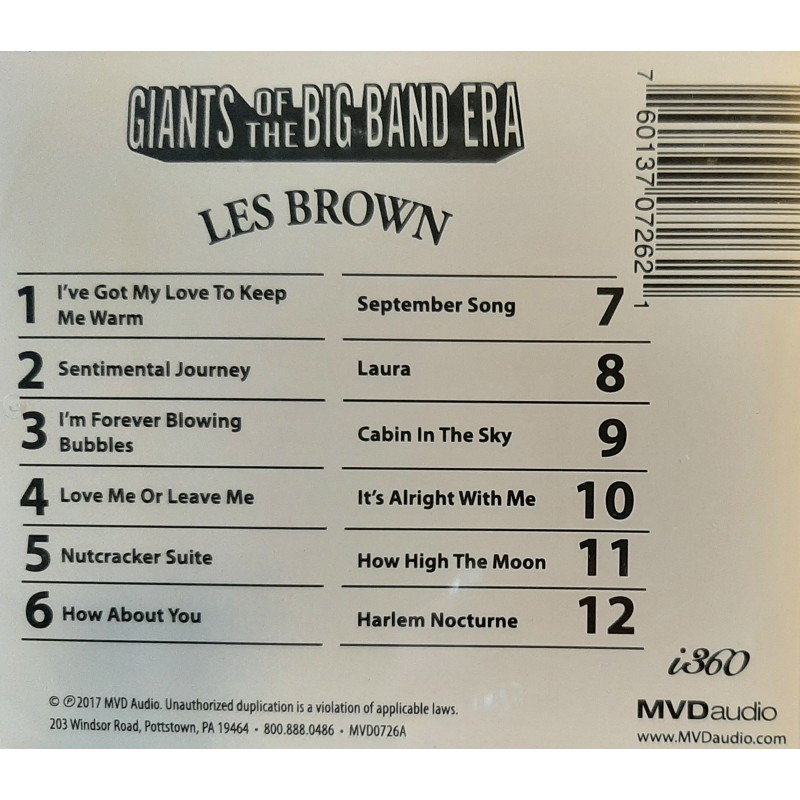 GIANTS OF THE BIG BAND ERA
LES BROWN
1 I've Got My Love To Keep
Me Warm
2 Sentimental Journey
3 I'm Forever Blowing
Bubbles
4 Love Me Or Leave Me
5 Nutcracker Suite
6 How About You
September Song 7
Laura 8
Cabin In The Sky 9
It's Alright With Me 10
How High The Moon 11
Harlem Nocturne 12
7 60137 07262 1
i360
MVDaudio
www.MVDaudio.com
© ℗ 2017 MVD Audio. Unauthorized duplication is a violation of applicable laws.
203 Windsor Road, Pottstown, PA 19464 • 800.888.0486 • MVD0726A